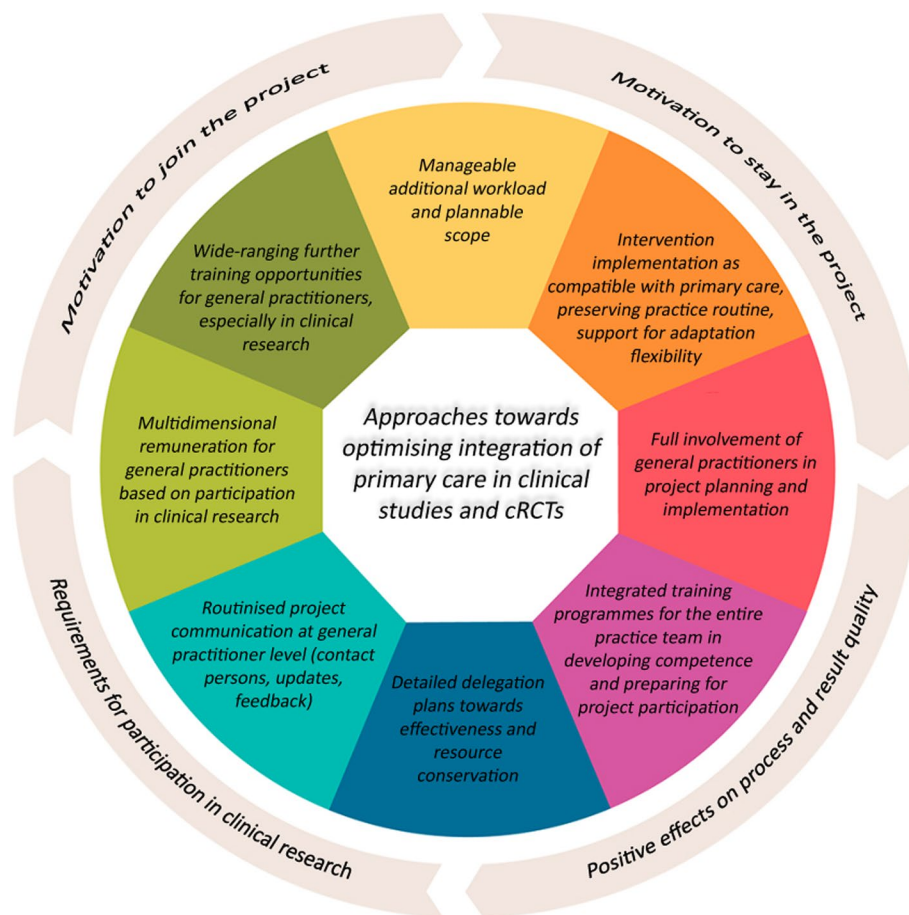 Motivation to join the project
Motivation to stay in the project
Positive effects on process and result quality
Requirements for participation in clinical research
Manageable
additional workload
and plannable
scope
Intervention
implementation as
compatible with primary care,
preserving practice routine,
support for adaptation
flexibility
Full involvement of
general practitioners in
project planning and
implementation
Integrated training
programmes for the entire
practice team in
developing competence
and preparing for
project participation
Detailed delegation
plans towards
effectiveness and
resource
conservation
Routinised project
communication at general
practitioner level (contact
persons, updates,
feedback)
Multidimensional
remuneration for
general practitioners
based on participation
in clinical research
Wide-ranging further
training opportunities
for general practitioners,
especially in clinical
research
Approaches towards
optimising integration of
primary care in clinical
studies and cRCTs